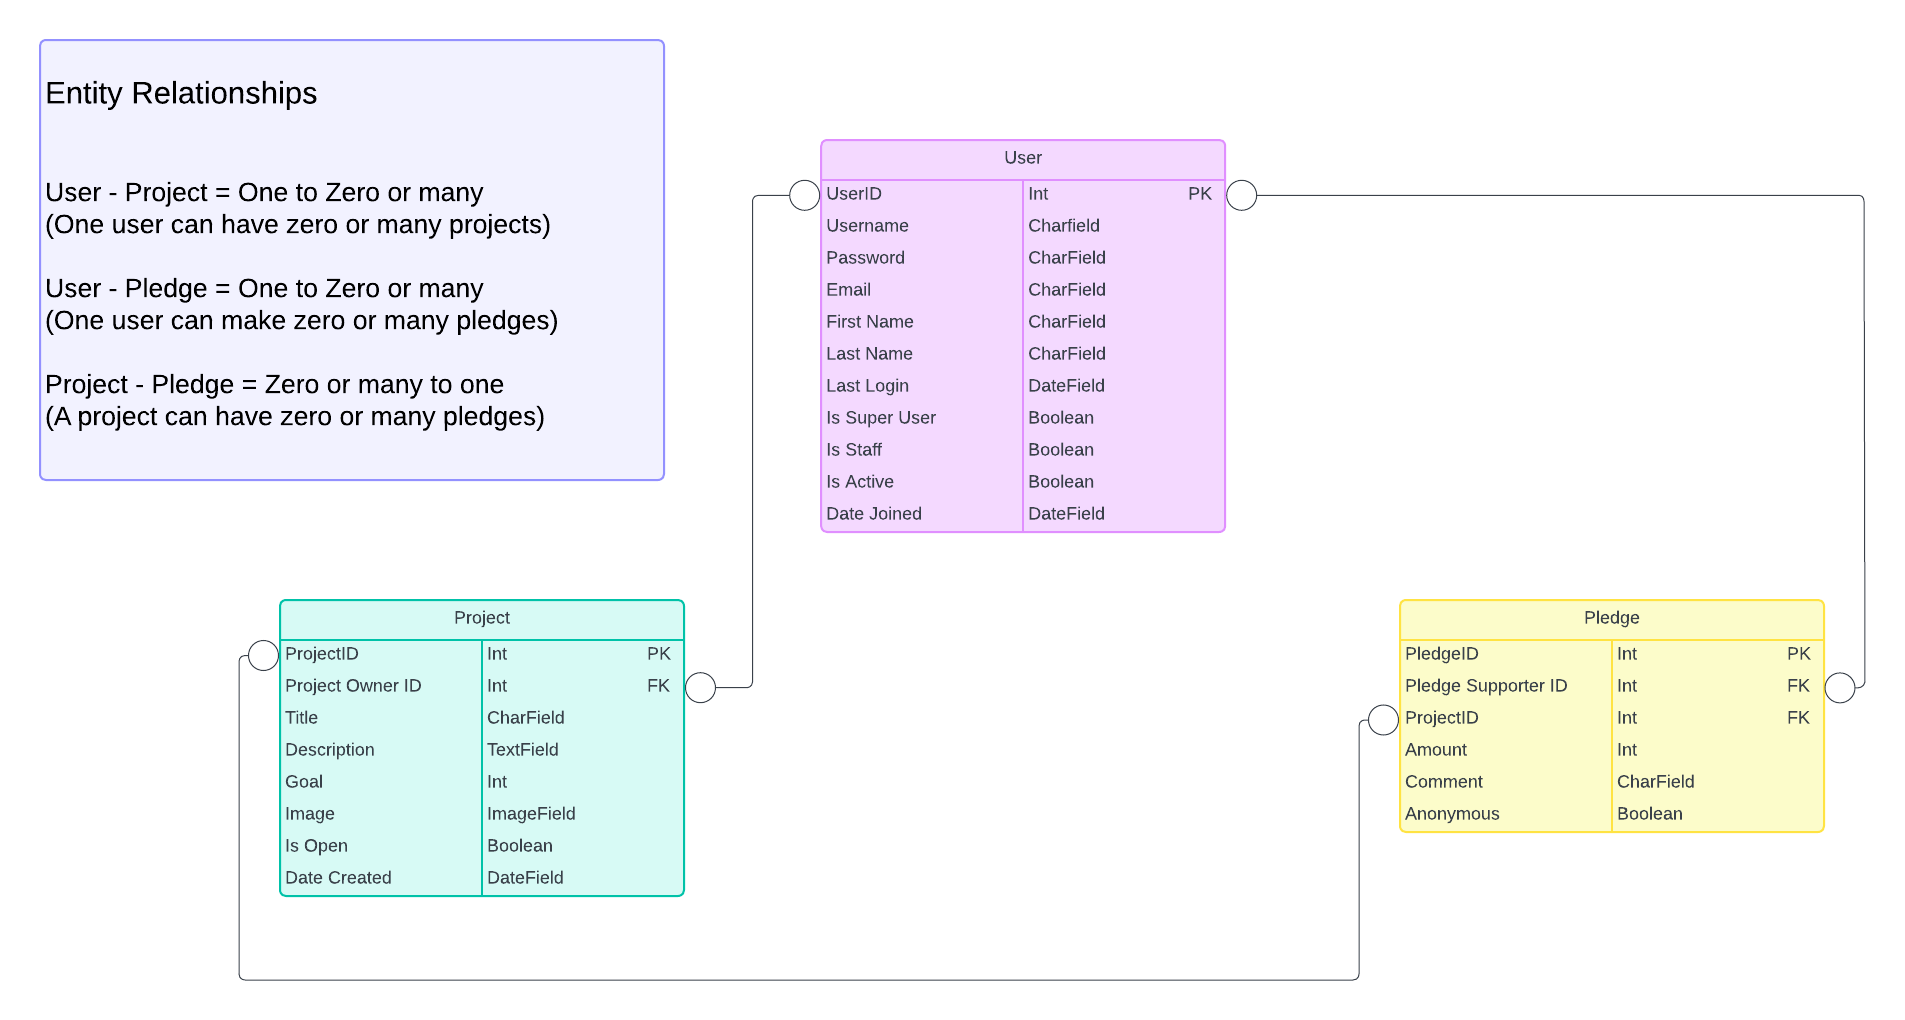 Entity Relationships
User - Project = One to Zero or many
(One user can have zero or many projects)
User - Pledge = One to Zero or many
(One user can make zero or many pledges)
Project - Pledge = Zero or many to one
(A project can have zero or many pledges)
User
UserID Int PK
Username Charfield
Password CharField
Email CharField
First Name CharField
Last Name CharField
Last Login DateField
Is Super User Boolean
Is Staff Boolean
Is Active Boolean
Date Joined DateField
Project
ProjectID Int PK
Project Owner ID Int FK
Title CharField
Description TextField
Goal Int
Image ImageField
Is Open Boolean
Date Created DateField
Pledge
PledgeID Int PK
Pledge Supporter ID Int FK
ProjectID Int FK
Amount Int
Comment CharField
Anonymous Boolean